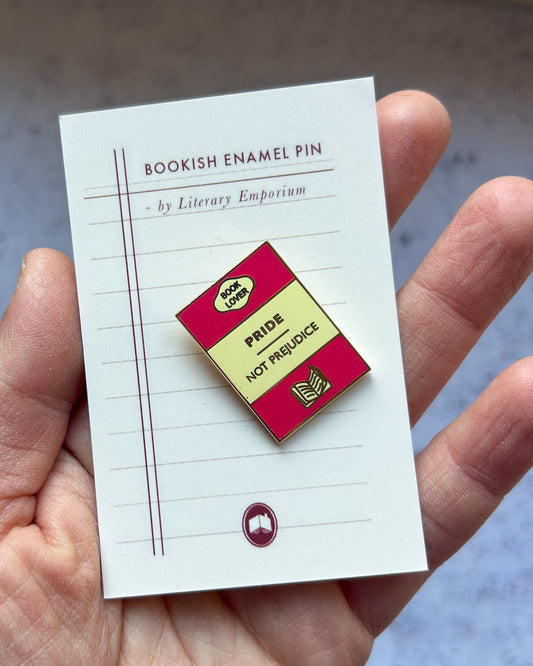 BOOKISH ENAMEL PIN
- by Literary Emporium
BOOK
LOVER
PRIDE
NOT PREJUDICE